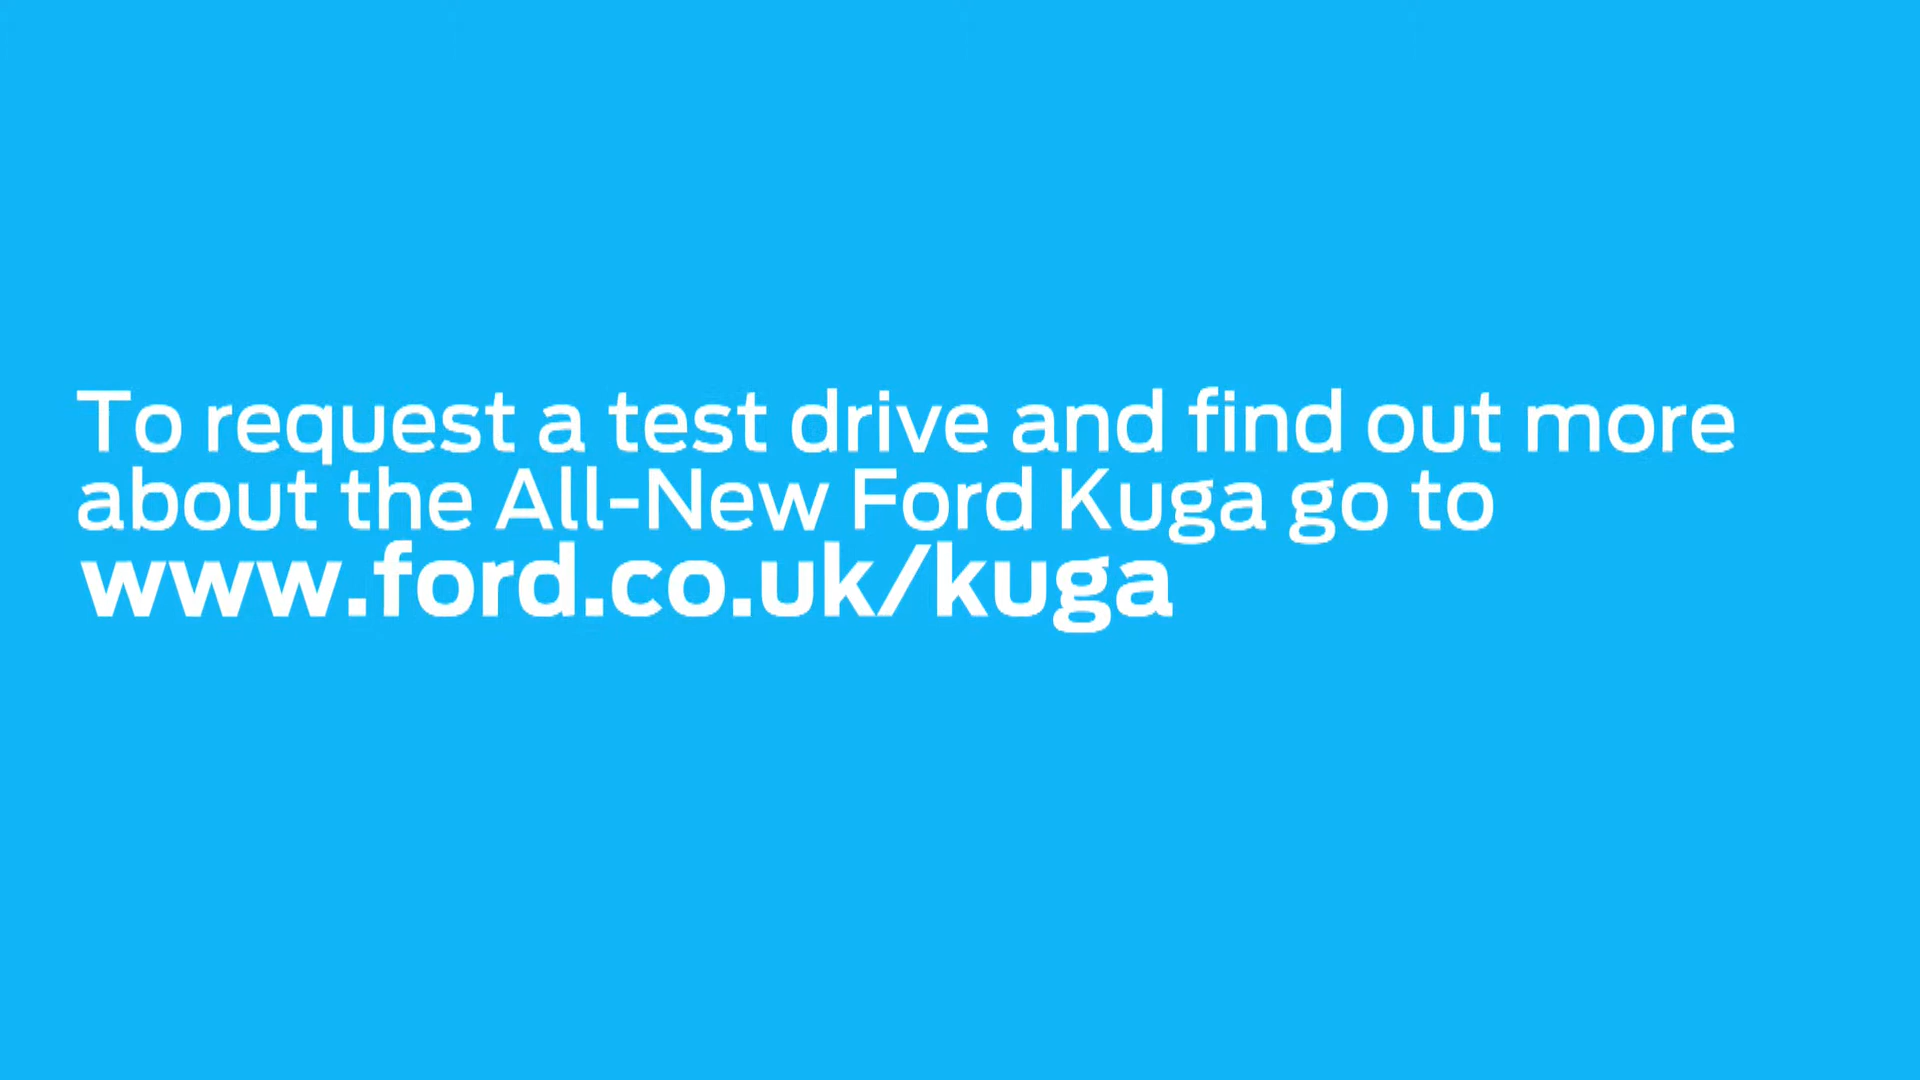 To request a test drive and find out more
about the All-New Ford Kuga go to
www.ford.co.uk/kuga